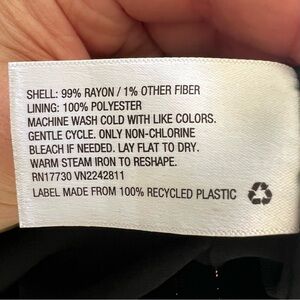 SHELL: 99% RAYON / 1% OTHER FIBER
LINING: 100% POLYESTER
MACHINE WASH COLD WITH LIKE COLORS.
GENTLE CYCLE. ONLY NON-CHLORINE
BLEACH IF NEEDED. LAY FLAT TO DRY.
WARM STEAM IRON TO RESHAPE.
RN17730 VN2242811
LABEL MADE FROM 100% RECYCLED PLASTIC